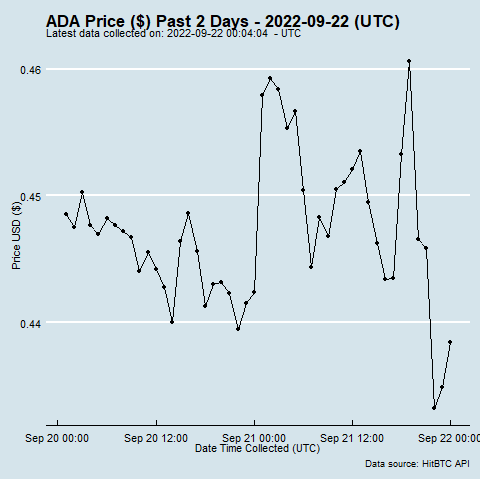 ADA Price ($) Past 2 Days - 2022-09-22 (UTC)
Latest data collected on: 2022-09-22 00:04:04  - UTC
0.46
0.45
0.44
Price USD ($)
Sep 20 00:00 Sep 20 12:00 Sep 21 00:00 Sep 21 12:00 Sep 22 00:00
Date Time Collected (UTC)
Data source: HitBTC API